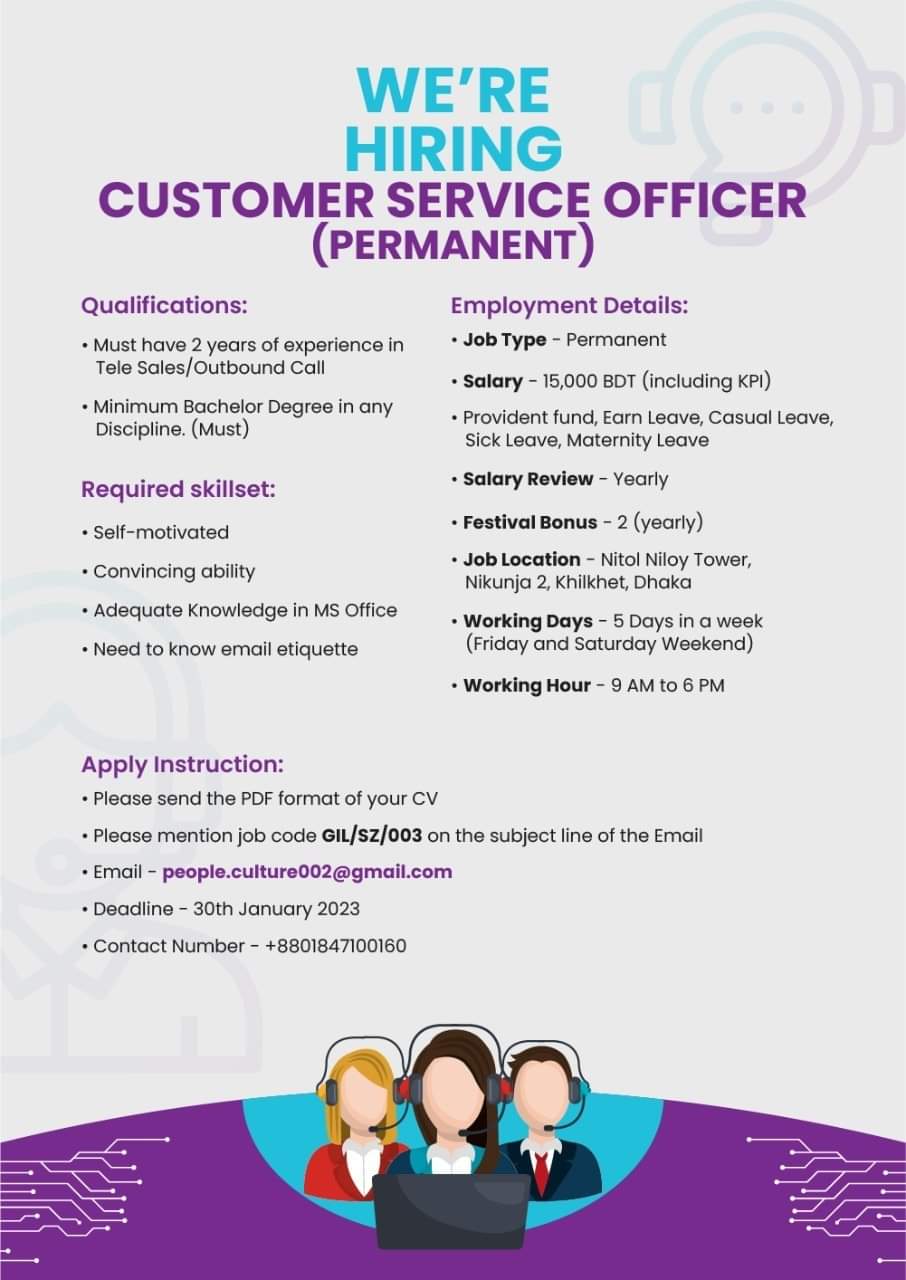 WE'RE
HIRING
CUSTOMER SERVICE OFFICER
(PERMANENT)
Qualifications:
• Must have 2 years of experience in
Tele Sales/Outbound Call
• Minimum Bachelor Degree in any
Discipline. (Must)
Required skillset:
• Self-motivated
• Convincing ability
• Adequate Knowledge in MS Office
• Need to know email etiquette
Employment Details:
• Job Type - Permanent
• Salary - 15,000 BDT (including KPI)
• Provident fund, Earn Leave, Casual Leave,
Sick Leave, Maternity Leave
• Salary Review - Yearly
• Festival Bonus - 2 (yearly)
• Job Location - Nitol Niloy Tower,
Nikunja 2, Khilkhet, Dhaka
• Working Days - 5 Days in a week
(Friday and Saturday Weekend)
• Working Hour - 9 AM to 6 PM
Apply Instruction:
• Please send the PDF format of your CV
• Please mention job code GIL/SZ/003 on the subject line of the Email
• Email - people.culture002@gmail.com
• Deadline - 30th January 2023
• Contact Number - +8801847100160